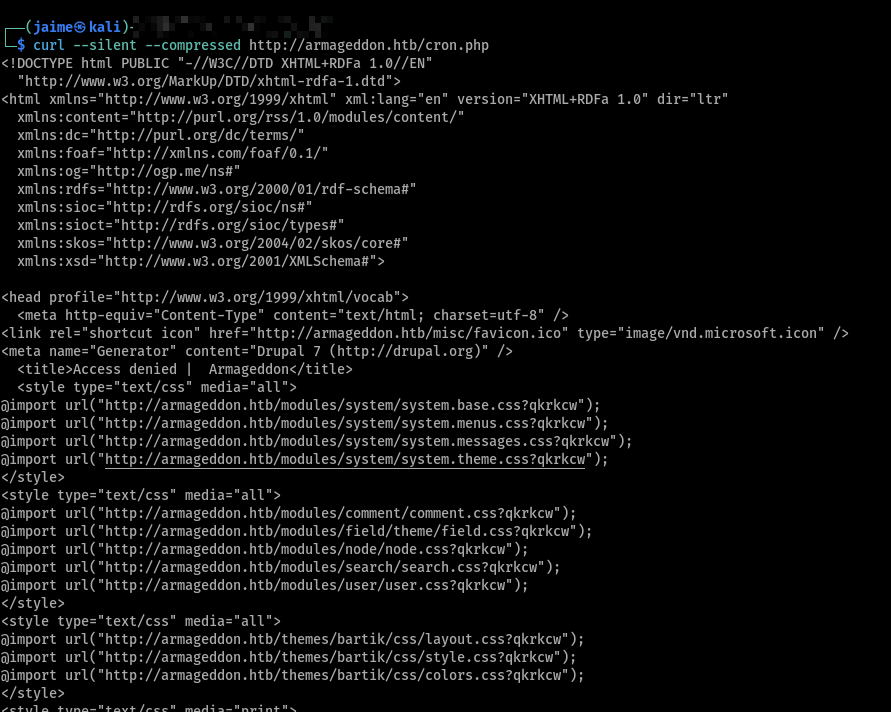 ┌──(jaime㉿kali)-
└─$ curl --silent --compressed http://armageddon.htb/cron.php
<!DOCTYPE html PUBLIC "-//W3C//DTD XHTML+RDFa 1.0//EN"
  "http://www.w3.org/MarkUp/DTD/xhtml-rdfa-1.dtd">
<html xmlns="http://www.w3.org/1999/xhtml" xml:lang="en" version="XHTML+RDFa 1.0" dir="ltr"
  xmlns:content="http://purl.org/rss/1.0/modules/content/"
  xmlns:dc="http://purl.org/dc/terms/"
  xmlns:foaf="http://xmlns.com/foaf/0.1/"
  xmlns:og="http://ogp.me/ns#"
  xmlns:rdfs="http://www.w3.org/2000/01/rdf-schema#"
  xmlns:sioc="http://rdfs.org/sioc/ns#"
  xmlns:sioct="http://rdfs.org/sioc/types#"
  xmlns:skos="http://www.w3.org/2004/02/skos/core#"
  xmlns:xsd="http://www.w3.org/2001/XMLSchema#">

<head profile="http://www.w3.org/1999/xhtml/vocab">
  <meta http-equiv="Content-Type" content="text/html; charset=utf-8" />
<link rel="shortcut icon" href="http://armageddon.htb/misc/favicon.ico" type="image/vnd.microsoft.icon" />
<meta name="Generator" content="Drupal 7 (http://drupal.org)" />
  <title>Access denied |  Armageddon</title>
  <style type="text/css" media="all">
@import url("http://armageddon.htb/modules/system/system.base.css?qkrkcw");
@import url("http://armageddon.htb/modules/system/system.menus.css?qkrkcw");
@import url("http://armageddon.htb/modules/system/system.messages.css?qkrkcw");
@import url("http://armageddon.htb/modules/system/system.theme.css?qkrkcw");
</style>
<style type="text/css" media="all">
@import url("http://armageddon.htb/modules/comment/comment.css?qkrkcw");
@import url("http://armageddon.htb/modules/field/theme/field.css?qkrkcw");
@import url("http://armageddon.htb/modules/node/node.css?qkrkcw");
@import url("http://armageddon.htb/modules/search/search.css?qkrkcw");
@import url("http://armageddon.htb/modules/user/user.css?qkrkcw");
</style>
<style type="text/css" media="all">
@import url("http://armageddon.htb/themes/bartik/css/layout.css?qkrkcw");
@import url("http://armageddon.htb/themes/bartik/css/style.css?qkrkcw");
@import url("http://armageddon.htb/themes/bartik/css/colors.css?qkrkcw");
</style>
<style type="text/css" media="print">